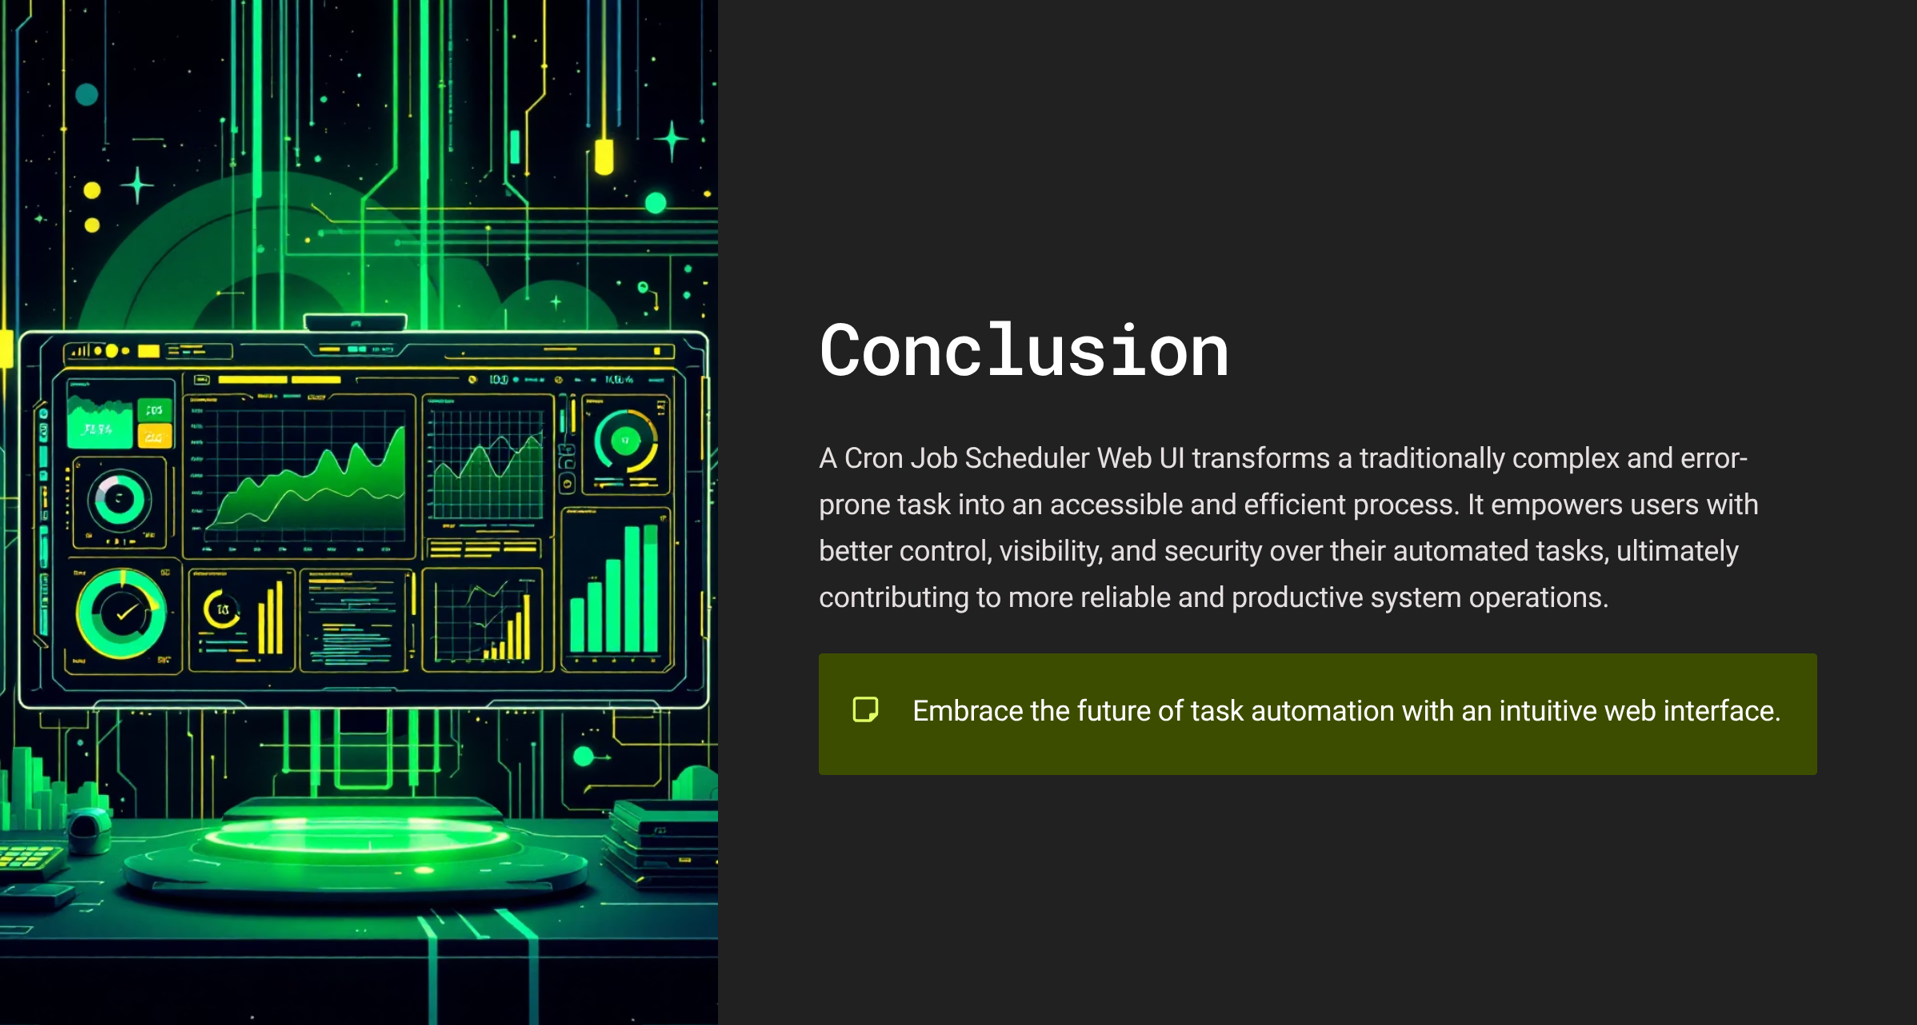 Conclusion
A Cron Job Scheduler Web UI transforms a traditionally complex and error-
prone task into an accessible and efficient process. It empowers users with
better control, visibility, and security over their automated tasks, ultimately
contributing to more reliable and productive system operations.
Embrace the future of task automation with an intuitive web interface.